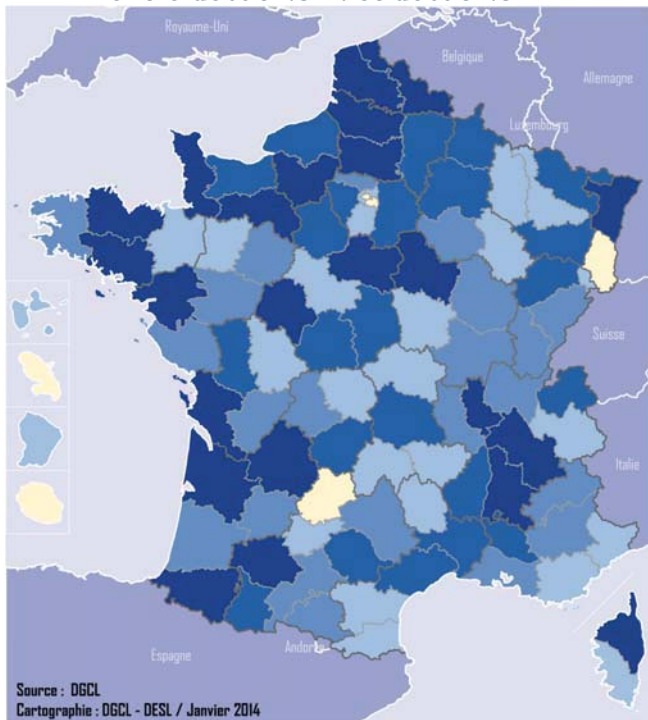 Royaume-Uni
Belgique
Allemagne
Luxembourg
Suisse
Italie
Espagne
Andorre
Source : DGCL
Cartographie : DGCL - DESL / Janvier 2014